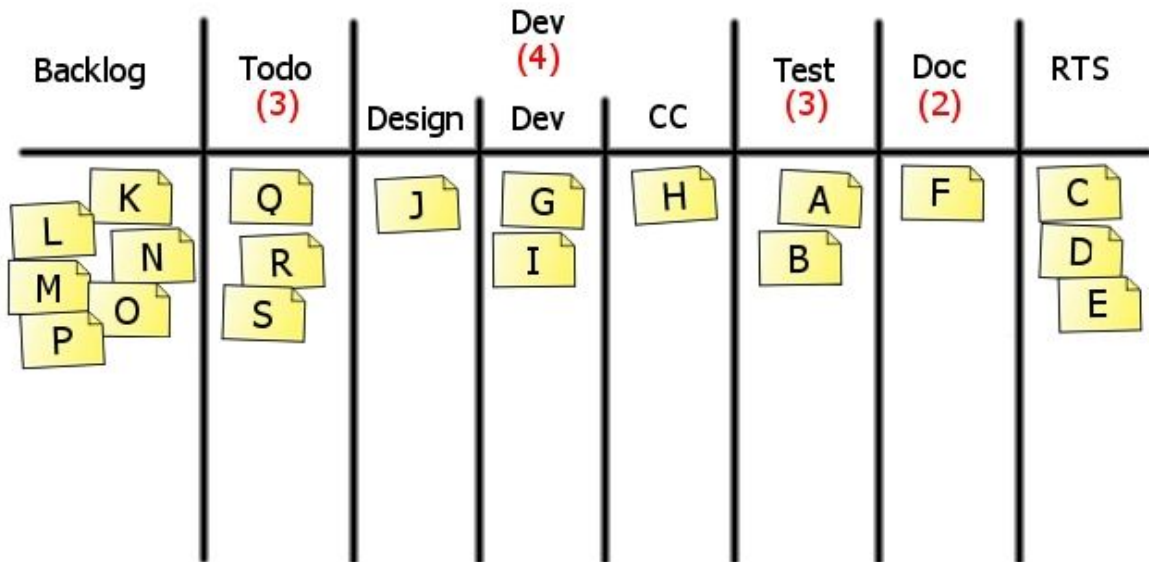 Dev
(4)
Backlog
Todo
(3)
Test
(3)
Doc
(2)
RTS
Design
Dev
CC
K
L
N
M
O
P
Q
R
S
J
G
I
H
A
B
F
C
D
E